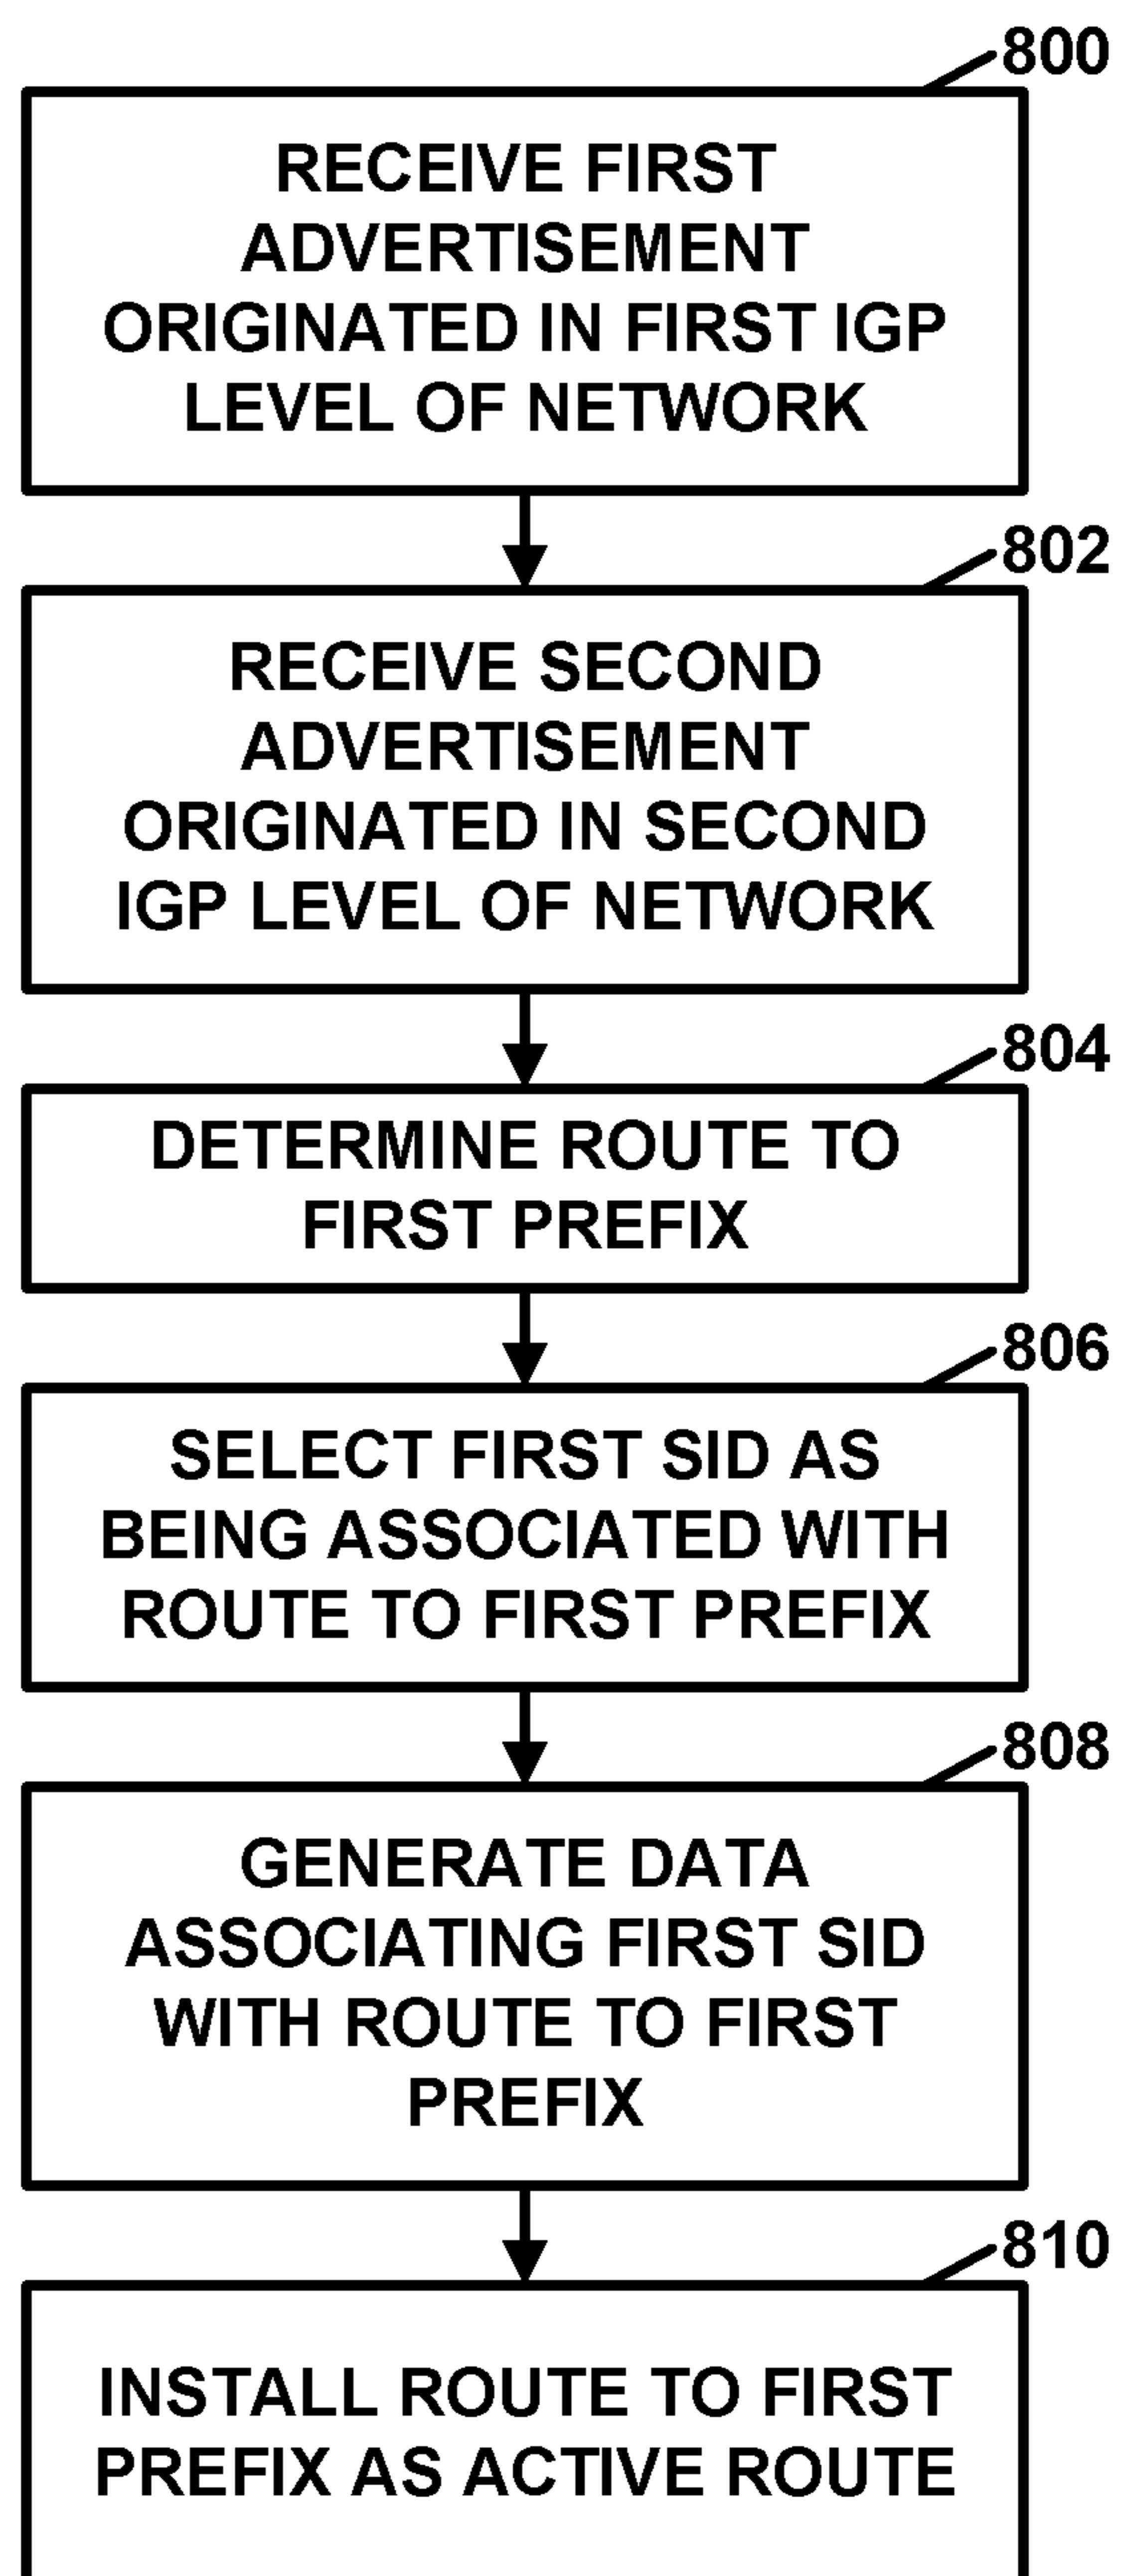 800
RECEIVE FIRST
ADVERTISEMENT
ORIGINATED IN FIRST IGP
LEVEL OF NETWORK
802
RECEIVE SECOND
ADVERTISEMENT
ORIGINATED IN SECOND
IGP LEVEL OF NETWORK
804
DETERMINE ROUTE TO
FIRST PREFIX
806
SELECT FIRST SID AS
BEING ASSOCIATED WITH
ROUTE TO FIRST PREFIX
808
GENERATE DATA
ASSOCIATING FIRST SID
WITH ROUTE TO FIRST
PREFIX
810
INSTALL ROUTE TO FIRST
PREFIX AS ACTIVE ROUTE